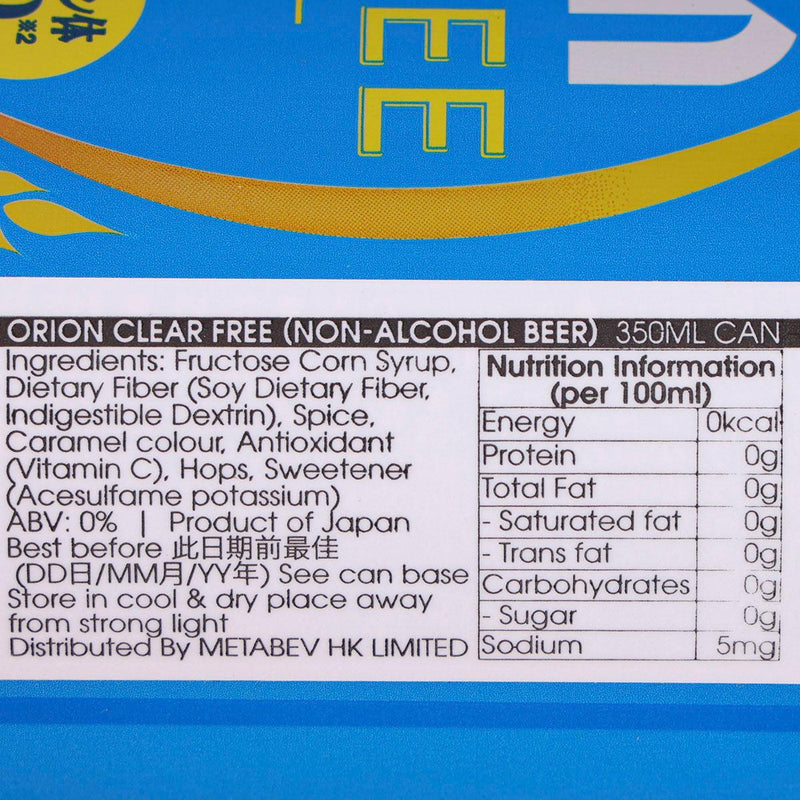 体
※2
EE
ORION CLEAR FREE (NON-ALCOHOL BEER) 350ML CAN
Ingredients: Fructose Corn Syrup,
Dietary Fiber (Soy Dietary Fiber,
Indigestible Dextrin), Spice,
Caramel colour, Antioxidant
(Vitamin C), Hops, Sweetener
(Acesulfame potassium)
ABV: 0% | Product of Japan
Best before 此日期前最佳
(DD日/MM月/YY年) See can base
Store in cool & dry place away
from strong light
Distributed By METABEV HK LIMITED
Nutrition Information
(per 100ml)
Energy 0kcal
Protein 0g
Total Fat 0g
- Saturated fat 0g
- Trans fat 0g
Carbohydrates 0g
- Sugar 0g
Sodium 5mg